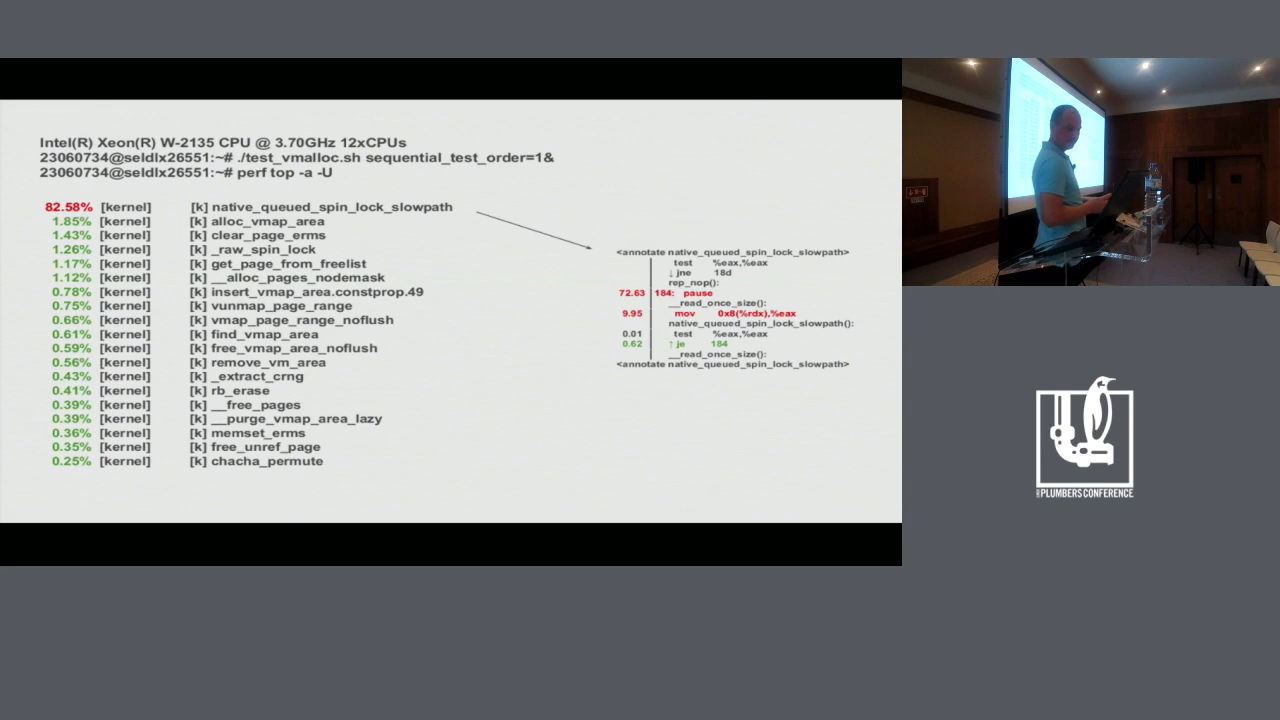 Intel(R) Xeon(R) W-2135 CPU @ 3.70GHz 12xCPUs
23060734@seldlx26551:~# ./test_vmalloc.sh sequential_test_order=1&
23060734@seldlx26551:~# perf top -a -U
82.58% [kernel] [k] native_queued_spin_lock_slowpath
1.85% [kernel] [k] alloc_vmap_area
1.43% [kernel] [k] clear_page_erms
1.26% [kernel] [k] _raw_spin_lock
1.17% [kernel] [k] get_page_from_freelist
1.12% [kernel] [k] __alloc_pages_nodemask
0.78% [kernel] [k] insert_vmap_area.constprop.49
0.75% [kernel] [k] vunmap_page_range
0.66% [kernel] [k] vmap_page_range_noflush
0.61% [kernel] [k] find_vmap_area
0.59% [kernel] [k] free_vmap_area_noflush
0.56% [kernel] [k] remove_vm_area
0.43% [kernel] [k] _extract_crng
0.41% [kernel] [k] rb_erase
0.39% [kernel] [k] __free_pages
0.39% [kernel] [k] __purge_vmap_area_lazy
0.36% [kernel] [k] memset_erms
0.35% [kernel] [k] free_unref_page
0.25% [kernel] [k] chacha_permute
<annotate native_queued_spin_lock_slowpath>
test %eax,%eax
↓ jne 18d
rep_nop():
72.63 184: pause
__read_once_size():
9.95 mov 0x8(%rdx),%eax
native_queued_spin_lock_slowpath():
0.01 test %eax,%eax
0.62 ↑ je 184
__read_once_size():
<annotate native_queued_spin_lock_slowpath>
PLUMBERS CONFERENCE